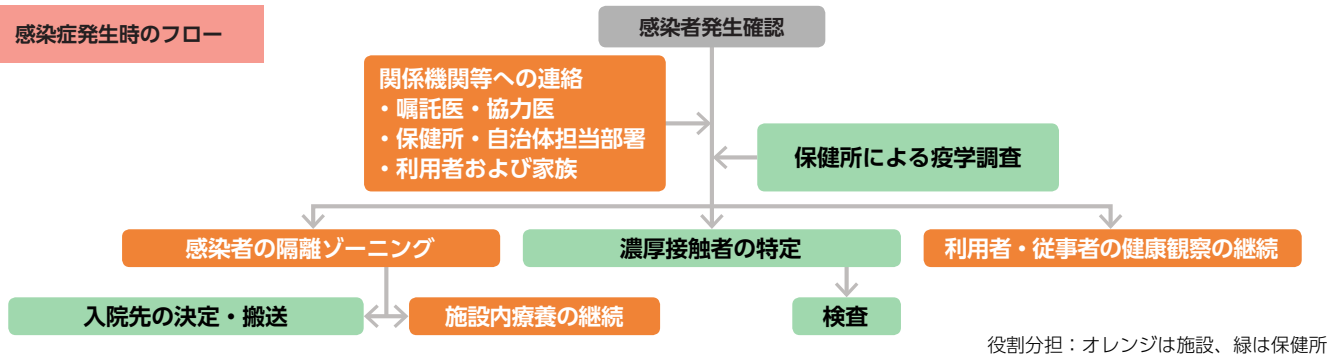 感染症発生時のフロー
感染者発生確認
関係機関等への連絡
・嘱託医・協力医
・保健所・自治体担当部署
・利用者および家族
保健所による疫学調査
感染者の隔離ゾーニング
濃厚接触者の特定
利用者・従事者の健康観察の継続
入院先の決定・搬送
施設内療養の継続
検査
役割分担：オレンジは施設、緑は保健所